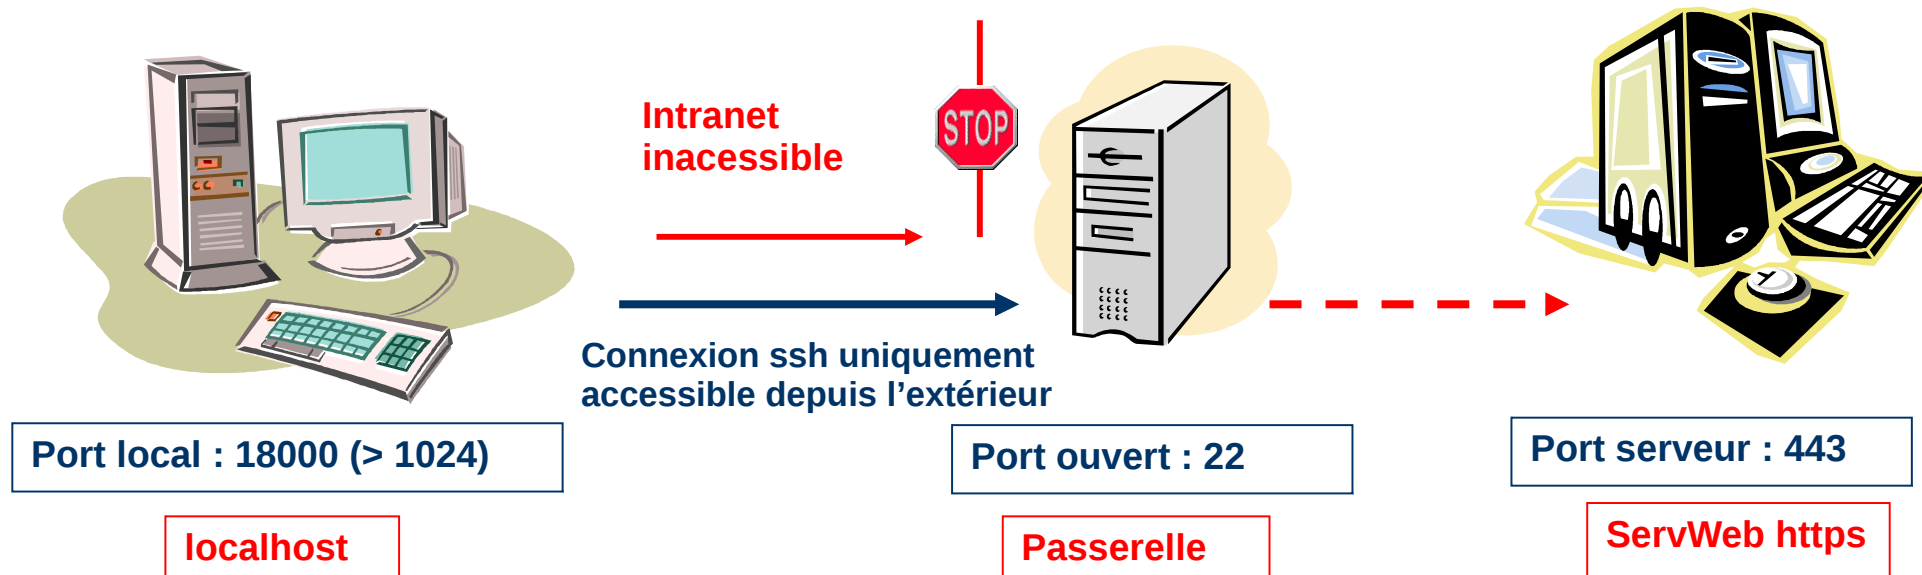 Intranet
inacessible
STOP
Connexion ssh uniquement
accessible depuis l’extérieur
Port local : 18000 (> 1024)
Port ouvert : 22
Port serveur : 443
localhost
Passerelle
ServWeb https